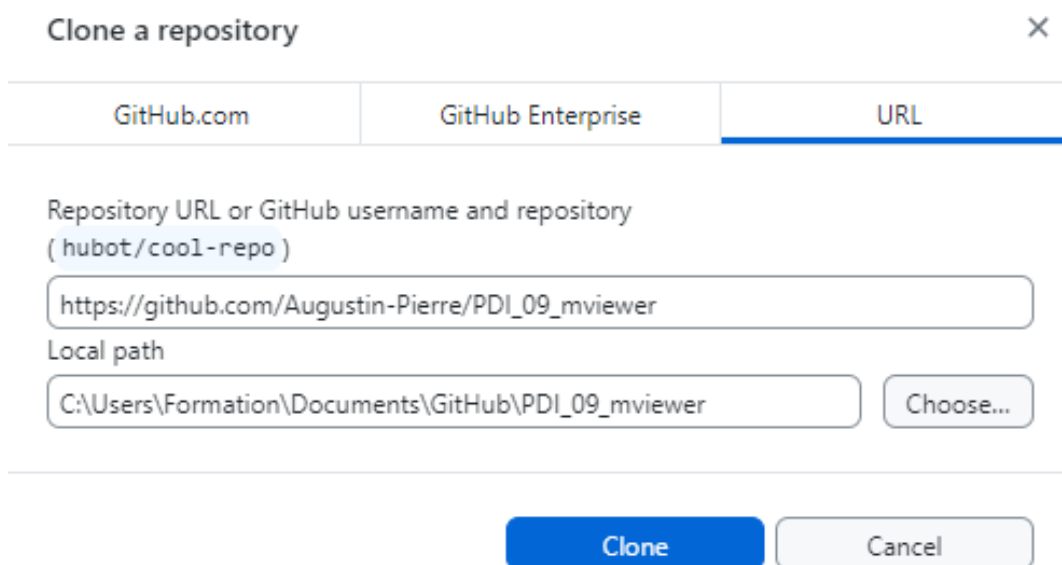 Clone a repository
GitHub.com
GitHub Enterprise
URL
Repository URL or GitHub username and repository
(hubot/cool-repo)
https://github.com/Augustin-Pierre/PDI_09_mviewer
Local path
C:\Users\Formation\Documents\GitHub\PDI_09_mviewer
Choose...
Clone
Cancel